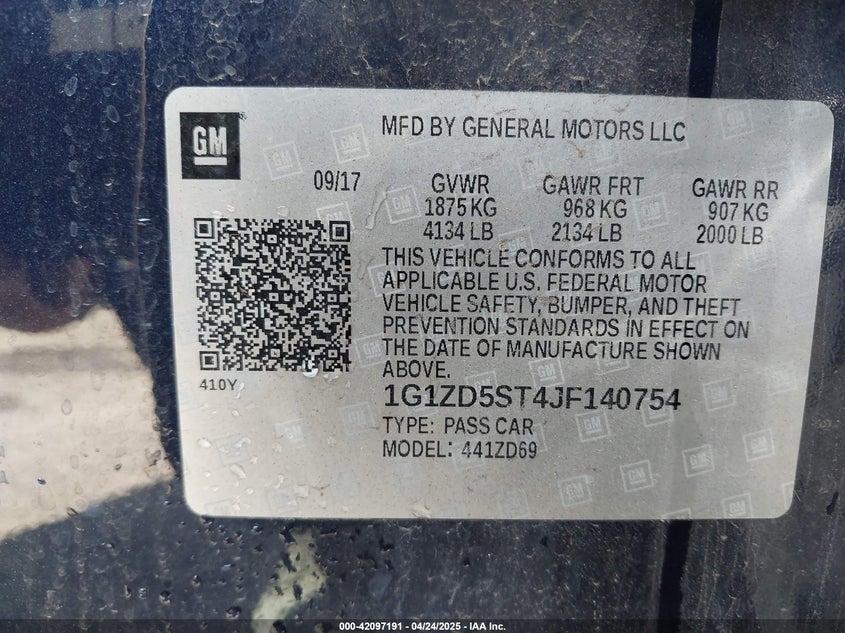 GM
MFD BY GENERAL MOTORS LLC
09/17
GVWR GAWR FRT GAWR RR
1875 KG 968 KG 907 KG
4134 LB 2134 LB 2000 LB
THIS VEHICLE CONFORMS TO ALL
APPLICABLE U.S. FEDERAL MOTOR
VEHICLE SAFETY, BUMPER, AND THEFT
PREVENTION STANDARDS IN EFFECT ON
THE DATE OF MANUFACTURE SHOWN
ABOVE.
410Y
1G1ZD5ST4JF140754
TYPE: PASS CAR
MODEL: 441ZD69
000-42097191 - 04/24/2025 - IAA Inc.